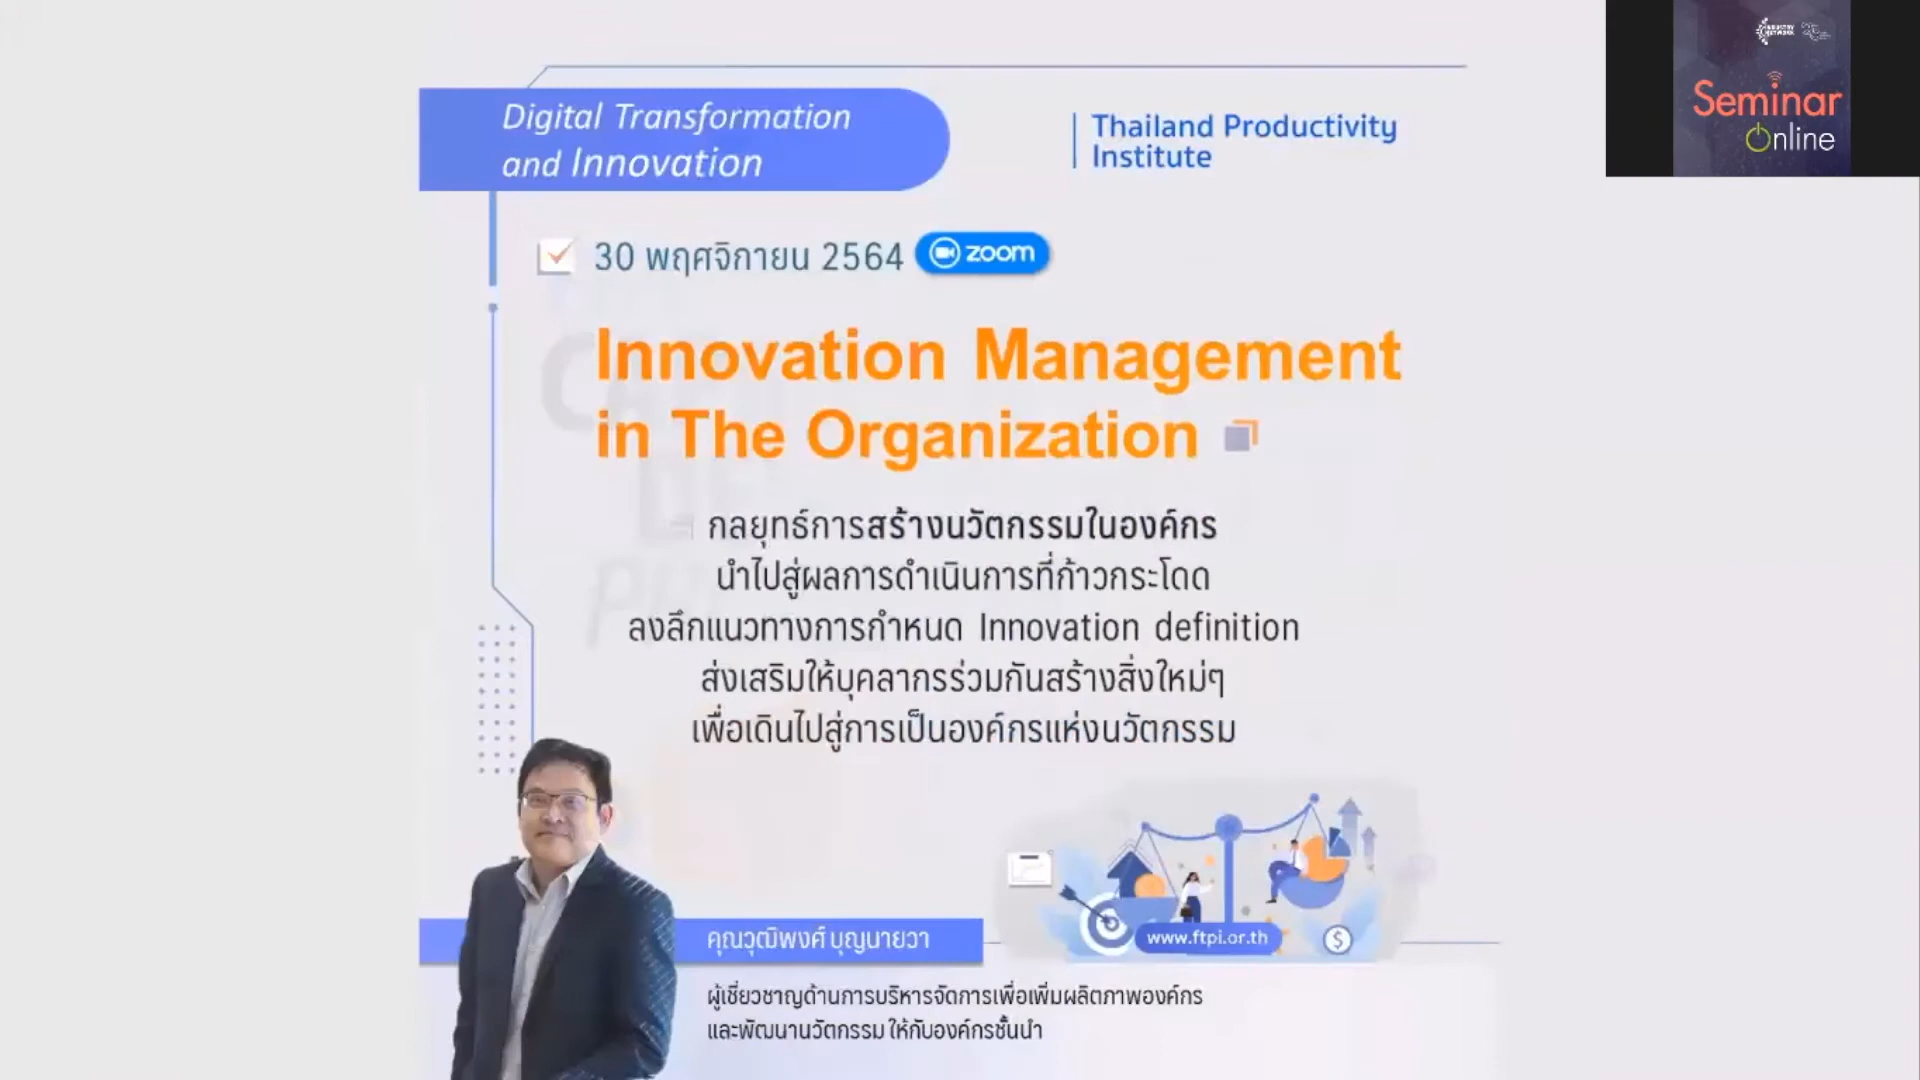 INDUSTRY
NETWORK
Seminar
Online
Digital Transformation
and Innovation
Thailand Productivity
Institute
30 พฤศจิกายน 2564
zoom
Innovation Management
in The Organization
กลยุทธ์การสร้างนวัตกรรมในองค์กร
นำไปสู่ผลการดำเนินการที่ก้าวกระโดด
ลงลึกแนวทางการกำหนด Innovation definition
ส่งเสริมให้บุคลากรร่วมกันสร้างสิ่งใหม่ๆ
เพื่อเดินไปสู่การเป็นองค์กรแห่งนวัตกรรม
www.ftpi.or.th
$
คุณวุฒิพงศ์ บุญนายวา
ผู้เชี่ยวชาญด้านการบริหารจัดการเพื่อเพิ่มผลิตภาพองค์กร
และพัฒนานวัตกรรม ให้กับองค์กรชั้นนำ